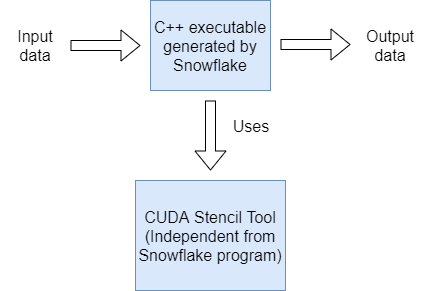 Input
data
C++ executable
generated by
Snowflake
Output
data
Uses
CUDA Stencil Tool
(Independent from
Snowflake program)